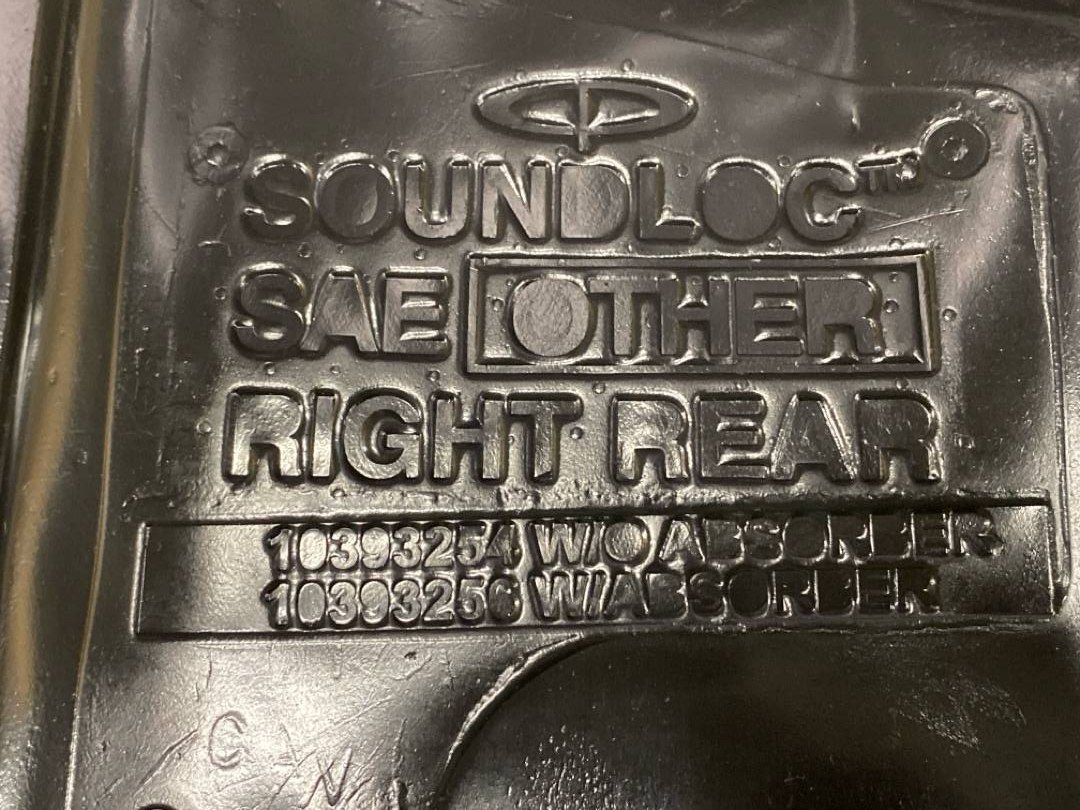 SOUNDLOC™
SAE OTHER
RIGHT REAR
10393254 W/O ABSORBER
10393256 W/ABSORBER
C